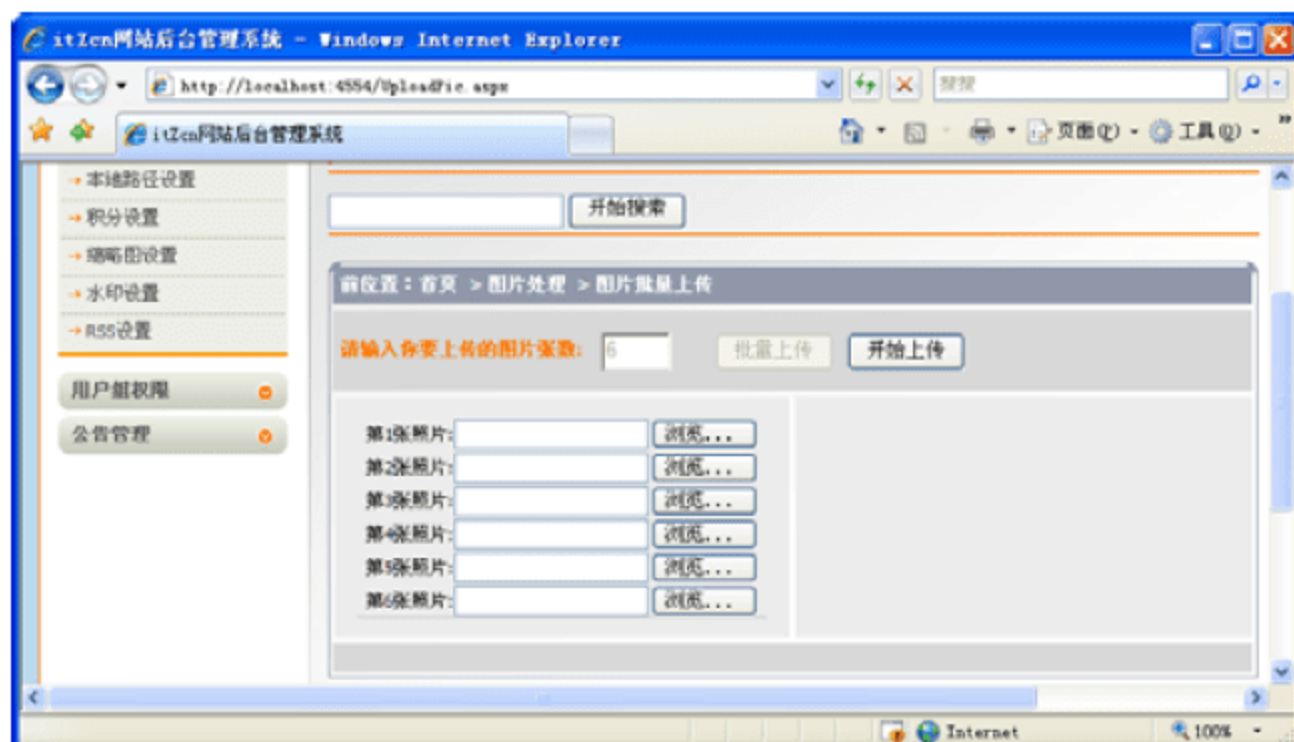 itZcn网站后台管理系统 - Windows Internet Explorer
http://localhost:4554/UploadPic.aspx
搜搜
itZcn网站后台管理系统
页面(P)
工具(O)
本地路径设置
积分设置
缩略图设置
水印设置
RSS设置
用户组权限
公告管理
开始搜索
前位置：首页 > 图片处理 > 图片批量上传
请输入你要上传的图片张数: 6 批量上传 开始上传
第1张照片: 浏览...
第2张照片: 浏览...
第3张照片: 浏览...
第4张照片: 浏览...
第5张照片: 浏览...
第6张照片: 浏览...
Internet
100%